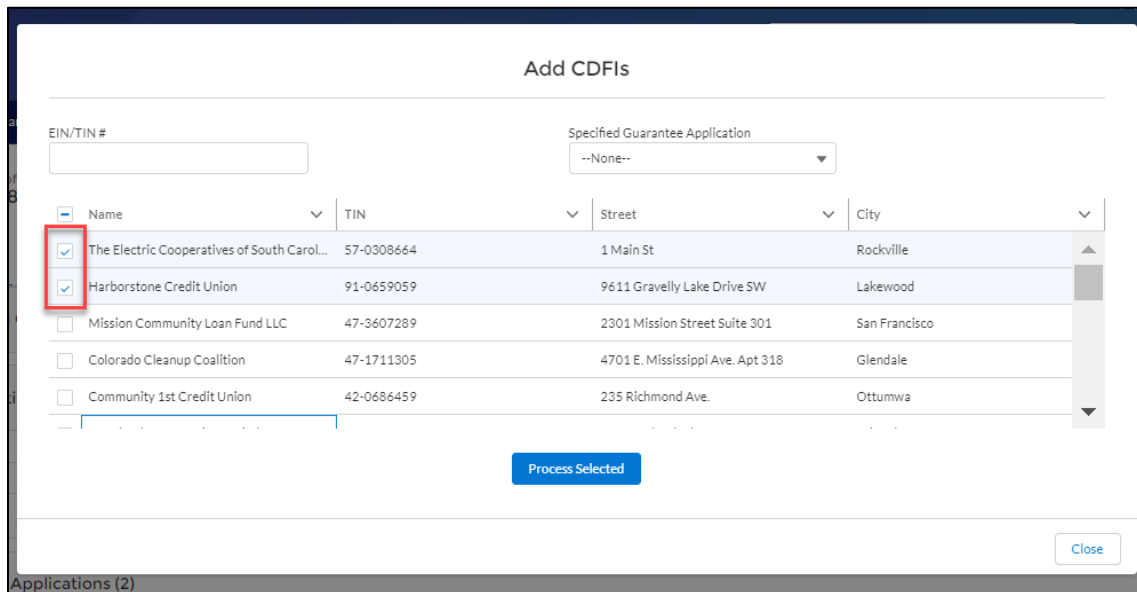 Add CDFIs
EIN/TIN # Specified Guarantee Application
--None--
Name TIN Street City
The Electric Cooperatives of South Carol... 57-0308664 1 Main St Rockville
Harborstone Credit Union 91-0659059 9611 Gravelly Lake Drive SW Lakewood
Mission Community Loan Fund LLC 47-3607289 2301 Mission Street Suite 301 San Francisco
Colorado Cleanup Coalition 47-1711305 4701 E. Mississippi Ave. Apt 318 Glendale
Community 1st Credit Union 42-0686459 235 Richmond Ave. Ottumwa
Process Selected
Close
Applications (2)